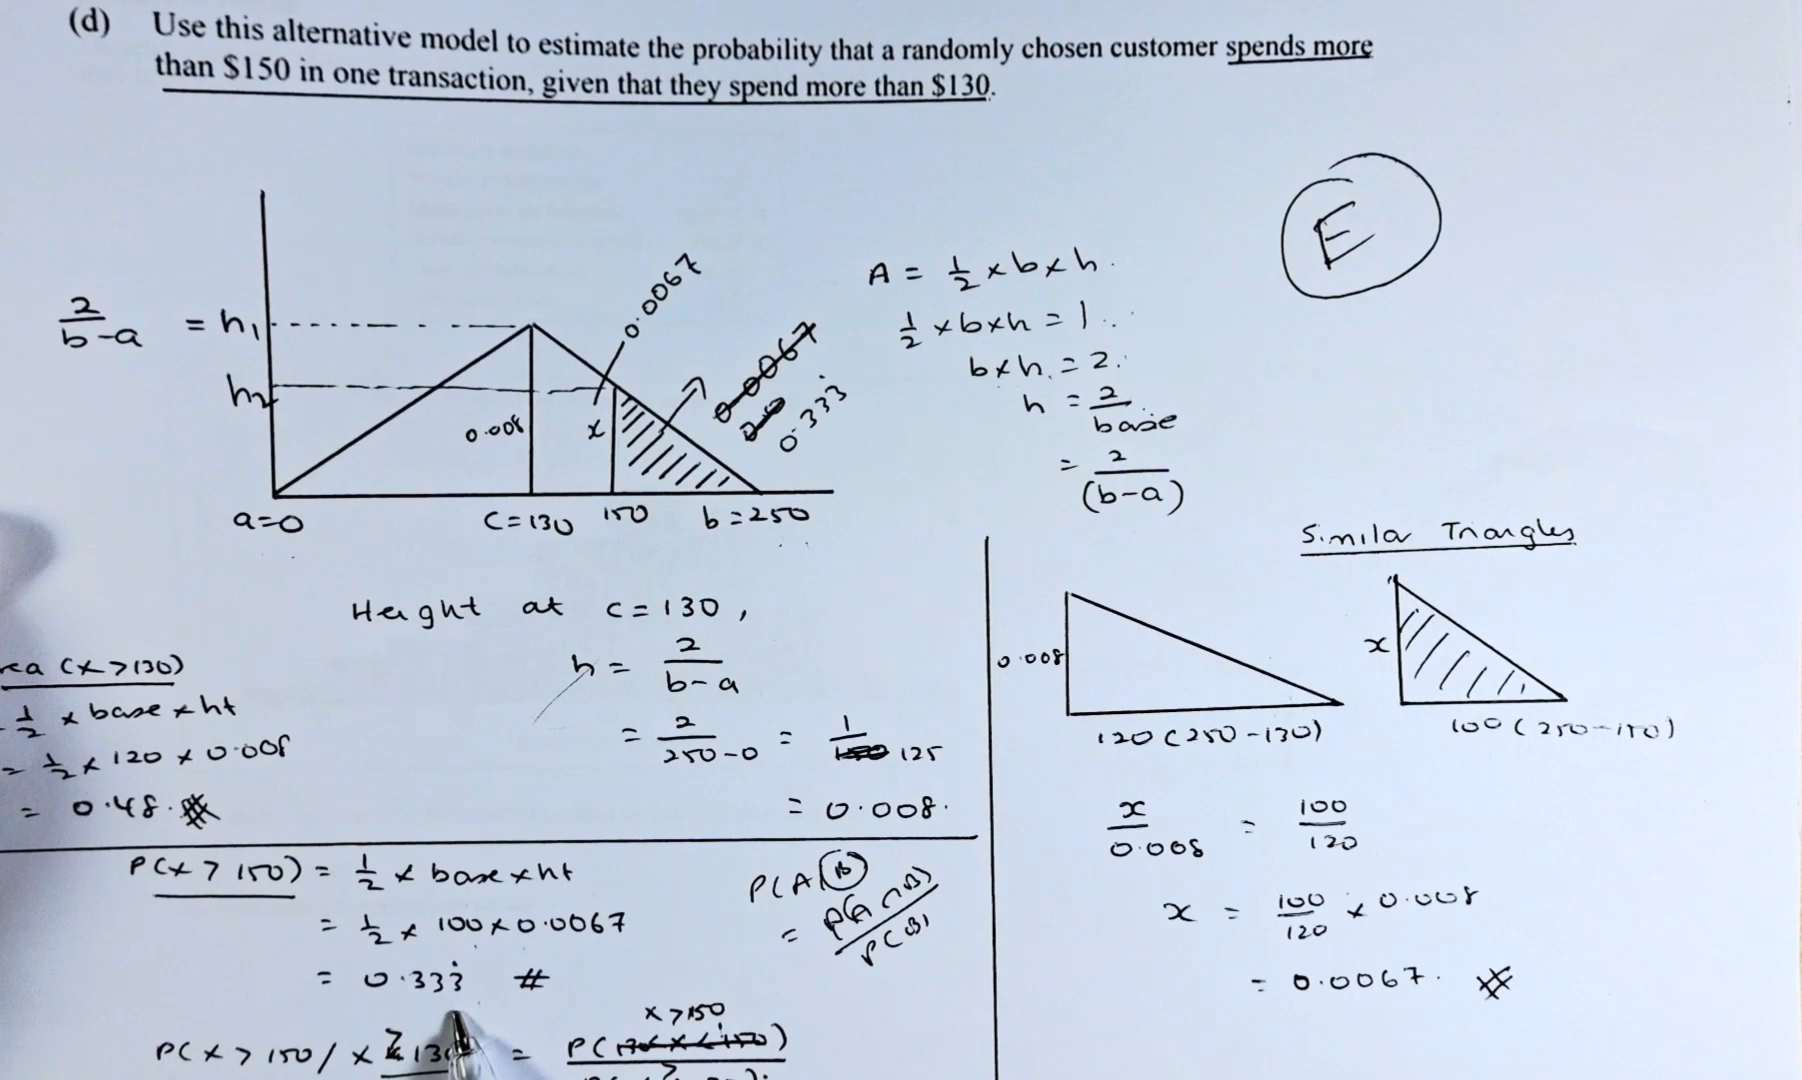 (d) Use this alternative model to estimate the probability that a randomly chosen customer spends more
than $150 in one transaction, given that they spend more than $130.
E
2/(b-a) = h1
h2
0.0067
0.0067
0.333
0.008
x
a=0
c=130
150
b=250
A = 1/2 × b × h.
1/2 × b×h = 1.
b×h = 2.
h = 2/base
= 2/(b-a)
Height at c=130,
h = 2/(b-a)
= 2/(250-0) = 1/125
= 0.008.
(x>130)
1/2 × base × ht
= 1/2 × 120 × 0.008
= 0.48. #
Similar Triangles
0.008
120 (250-130)
x
100 (250-150)
x/0.008 = 100/120
x = 100/120 × 0.008
= 0.0067. #
P(x > 150) = 1/2 × base × ht
= 1/2 × 100 × 0.0067
= 0.333 #
P(A/B)
= P(A∩B)/P(B)
x > 150
P(x > 150 / x > 13 = P(